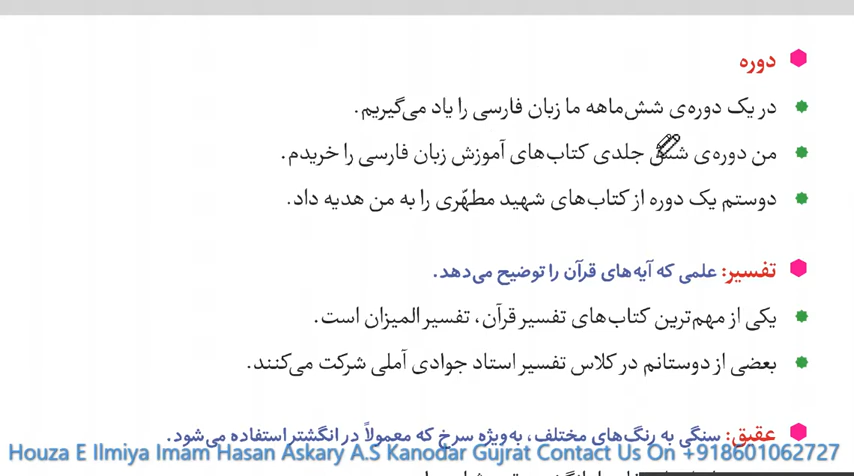 دوره
در یک دوره‌ی شش‌ماهه ما زبان فارسی را یاد می‌گیریم.
من دوره‌ی شش جلدی کتاب‌های آموزش زبان فارسی را خریدم.
دوستم یک دوره از کتاب‌های شهید مطهّری را به من هدیه داد.
تفسیر: علمی که آیه‌های قرآن را توضیح می‌دهد.
یکی از مهم‌ترین کتاب‌های تفسیر قرآن، تفسیر المیزان است.
بعضی از دوستانم در کلاس تفسیر استاد جوادی آملی شرکت می‌کنند.
عقیق: سنگی به رنگ‌های مختلف، به‌ویژه سرخ که معمولاً در انگشتر استفاده می‌شود.
Houza E Ilmiya Imam Hasan Askary A.S Kanodar Gujrat Contact Us On +918601062727